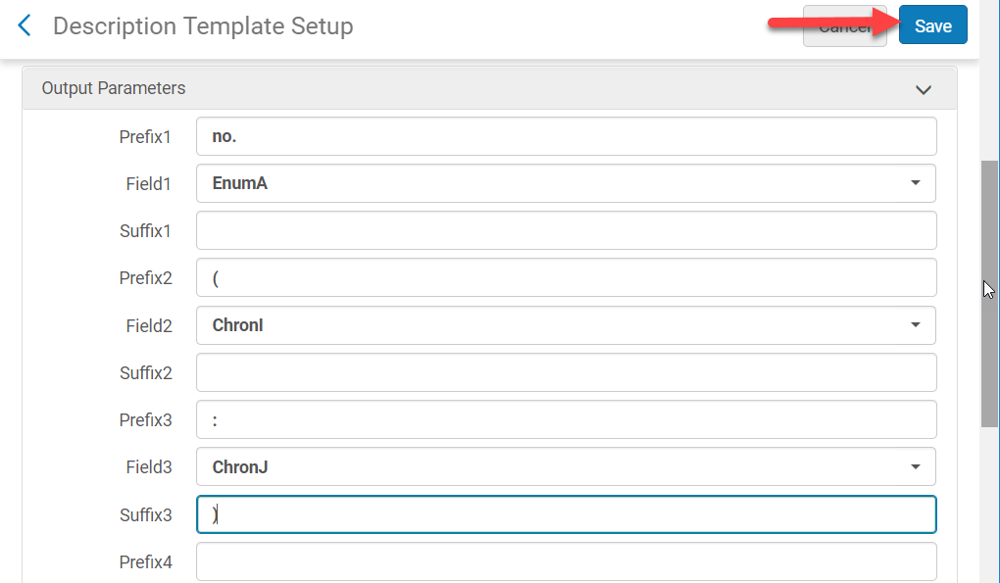 Description Template Setup
Cancel Save
Output Parameters
Prefix1 no.
Field1 EnumA
Suffix1
Prefix2 (
Field2 ChronI
Suffix2
Prefix3 :
Field3 ChronJ
Suffix3 )
Prefix4